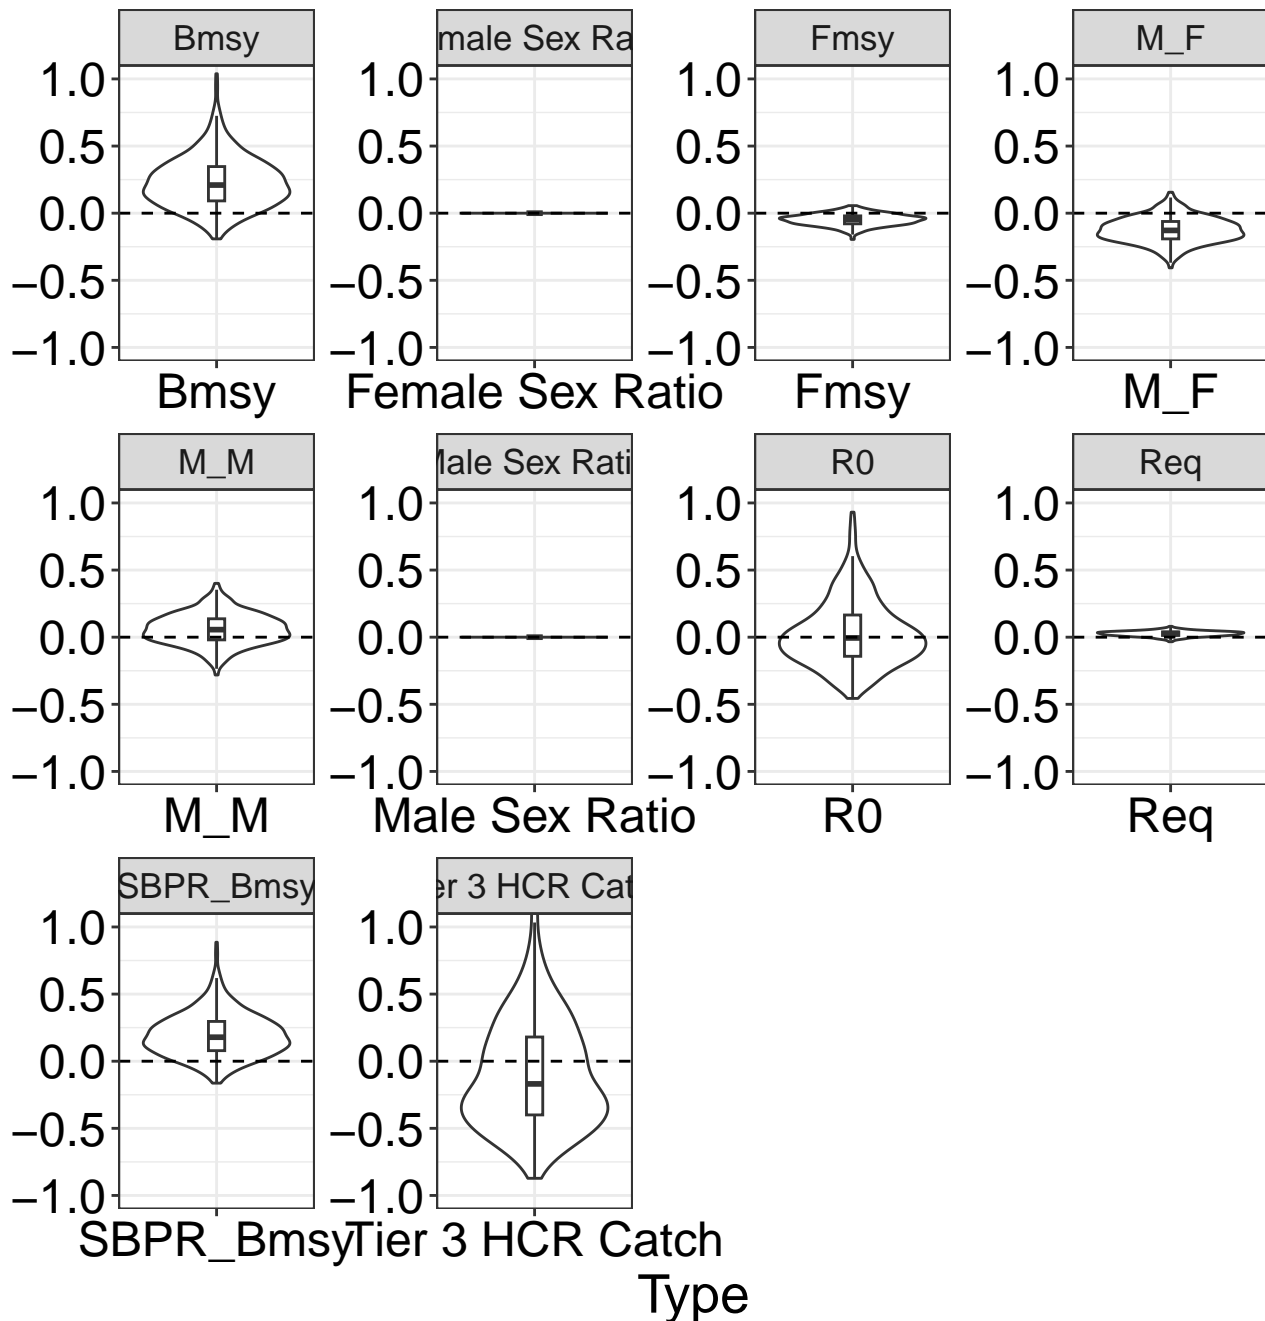 Bmsy male Sex Ra Fmsy M_F
1.0 1.0 1.0 1.0
0.5 0.5 0.5 0.5
0.0 0.0 0.0 0.0
−0.5 −0.5 −0.5 −0.5
−1.0 −1.0 −1.0 −1.0
Bmsy Female Sex Ratio Fmsy M_F
M_M Male Sex Rati R0 Req
1.0 1.0 1.0 1.0
0.5 0.5 0.5 0.5
0.0 0.0 0.0 0.0
−0.5 −0.5 −0.5 −0.5
−1.0 −1.0 −1.0 −1.0
M_M Male Sex Ratio R0 Req
SBPR_Bmsy er 3 HCR Cat
1.0 1.0
0.5 0.5
0.0 0.0
−0.5 −0.5
−1.0 −1.0
SBPR_Bmsy Tier 3 HCR Catch
Type